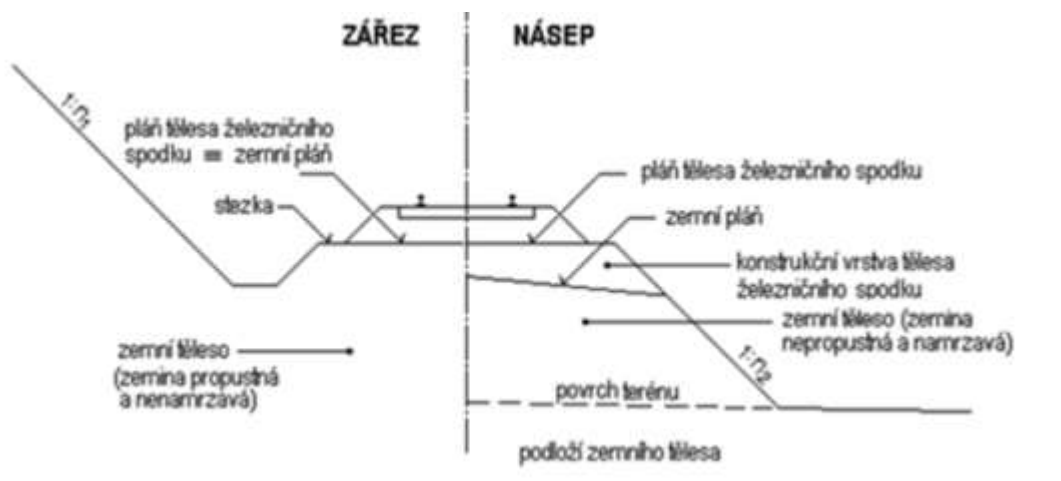 ZÁŘEZ
NÁSEP
1:n₁
pláň tělesa železničního
spodku ≡ zemní pláň
stezka
pláň tělesa železničního spodku
zemní pláň
konstrukční vrstva tělesa
železničního spodku
zemní těleso (zemina
nepropustná a namrzavá)
zemní těleso
(zemina propustná
a nenamrzavá)
1:n₂
povrch terénu
podloží zemního tělesa